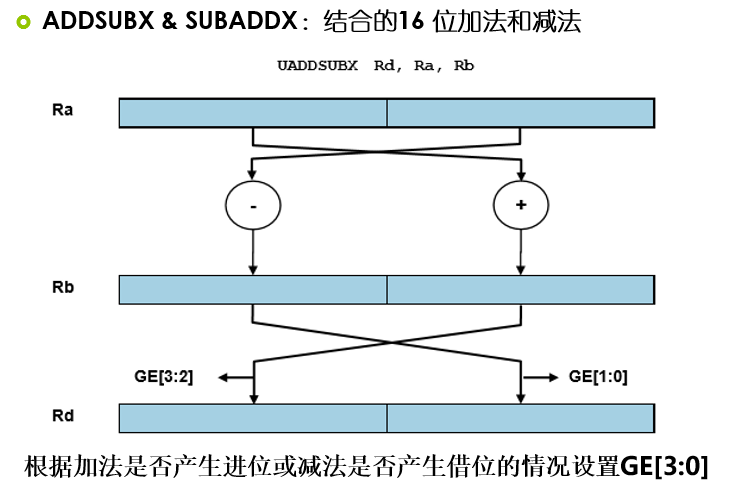 ADDSUBX & SUBADDX：结合的16 位加法和减法
UADDSUBX Rd, Ra, Rb
Ra
- +
Rb
GE[3:2] GE[1:0]
Rd
根据加法是否产生进位或减法是否产生借位的情况设置GE[3:0]